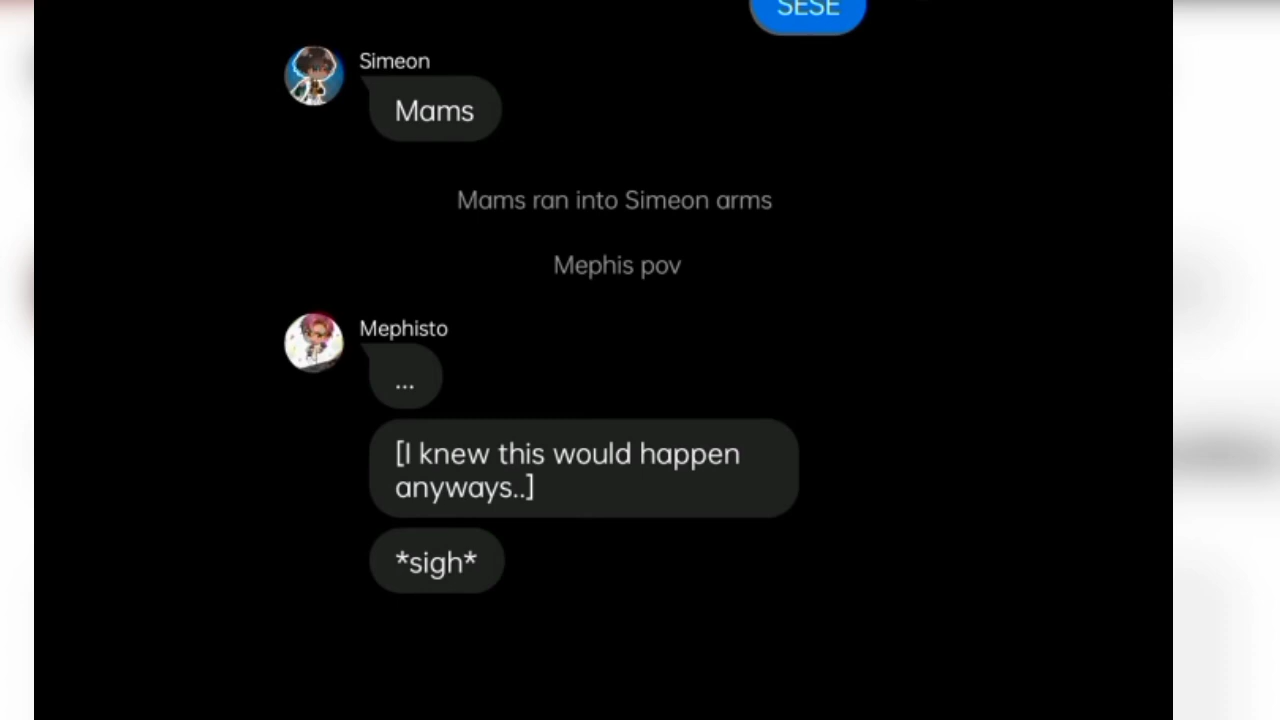 SESE
Simeon
Mams
Mams ran into Simeon arms
Mephis pov
Mephisto
...
[I knew this would happen
anyways..]
*sigh*